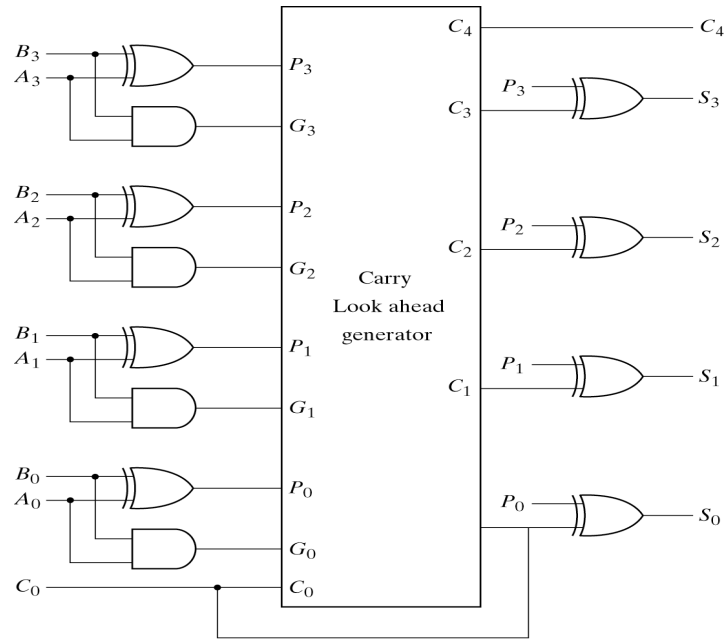 C4 C4
B3
A3
P3
G3
C3
P3
S3
B2
A2
P2
G2
C2
P2
S2
Carry
Look ahead
generator
B1
A1
P1
G1
C1
P1
S1
B0
A0
P0
G0
P0
S0
C0 C0